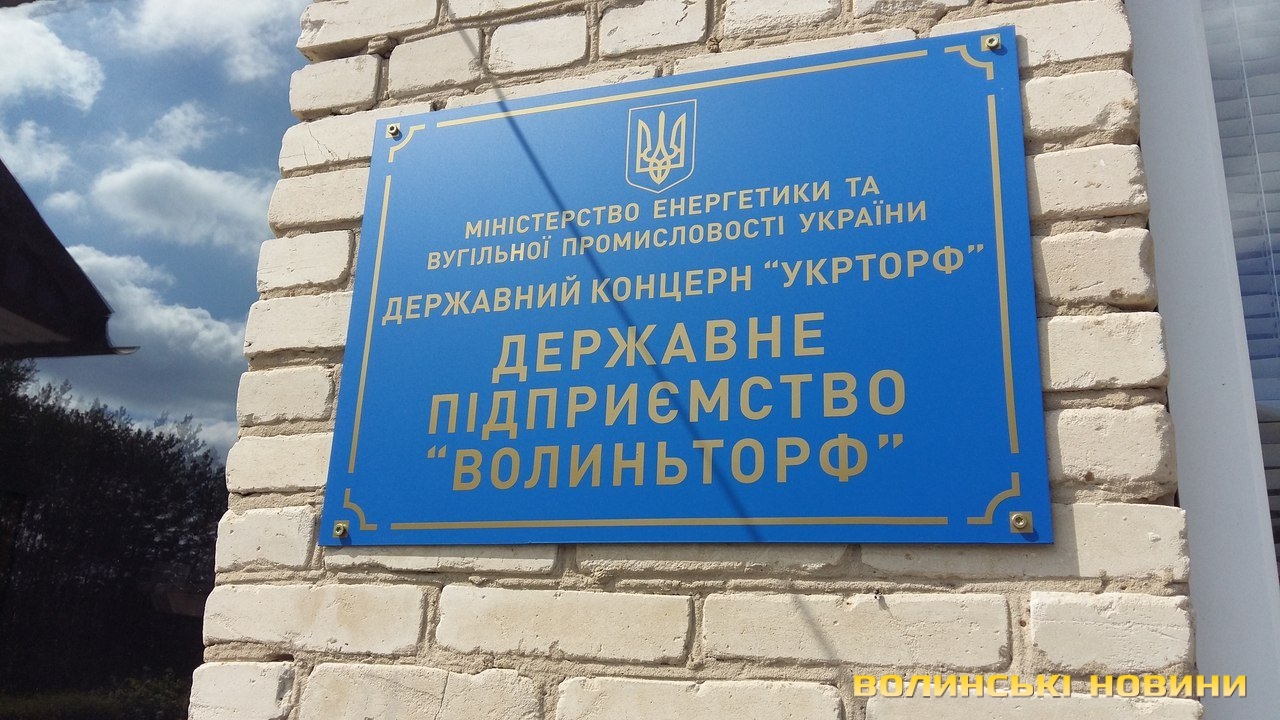 МІНІСТЕРСТВО ЕНЕРГЕТИКИ ТА
ВУГІЛЬНОЇ ПРОМИСЛОВОСТІ УКРАЇНИ
ДЕРЖАВНИЙ КОНЦЕРН “УКРТОРФ”
ДЕРЖАВНЕ
ПІДПРИЄМСТВО
“ВОЛИНЬТОРФ”
ВОЛИНСЬКІ НОВИНИ